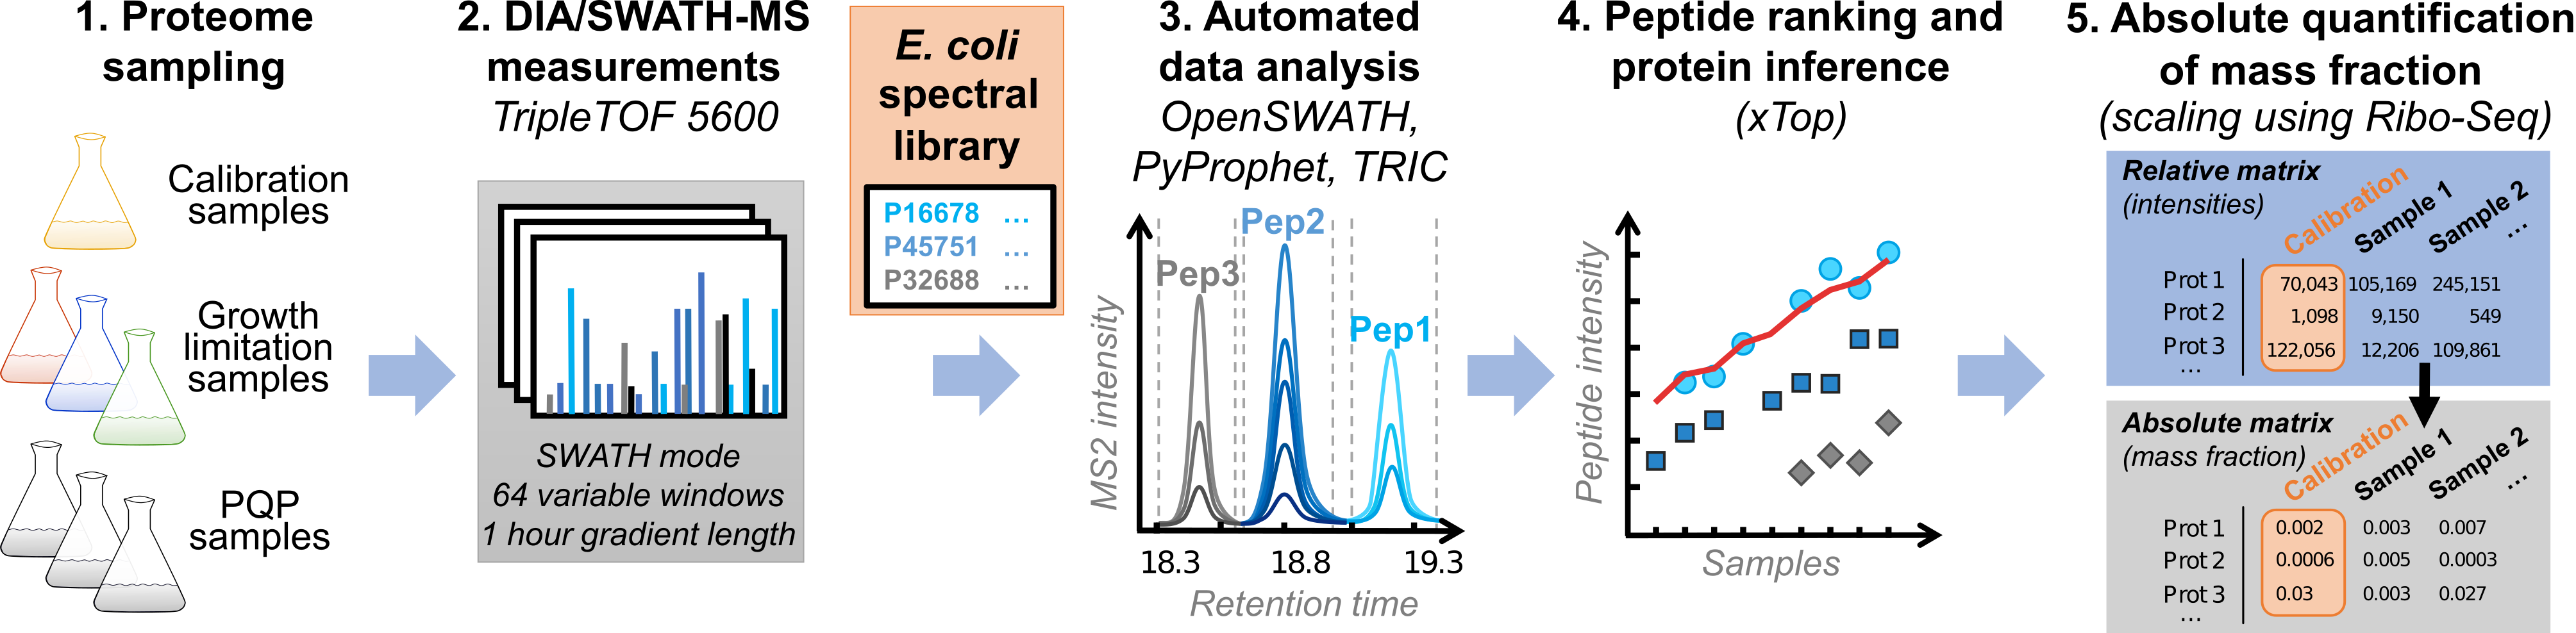 1. Proteome
sampling
Calibration
samples
Growth
limitation
samples
PQP
samples
2. DIA/SWATH-MS
measurements
TripleTOF 5600
SWATH mode
64 variable windows
1 hour gradient length
E. coli
spectral
library
P16678 ...
P45751 ...
P32688 ...
3. Automated
data analysis
OpenSWATH,
PyProphet, TRIC
MS2 intensity
Pep3
Pep2
Pep1
18.3 18.8 19.3
Retention time
4. Peptide ranking and
protein inference
(xTop)
Peptide intensity
Samples
5. Absolute quantification
of mass fraction
(scaling using Ribo-Seq)
Relative matrix
(intensities)
Calibration Sample 1 Sample 2 ...
Prot 1 70,043 105,169 245,151
Prot 2 1,098 9,150 549
Prot 3 122,056 12,206 109,861
...
Absolute matrix
(mass fraction)
Calibration Sample 1 Sample 2 ...
Prot 1 0.002 0.003 0.007
Prot 2 0.0006 0.005 0.0003
Prot 3 0.03 0.003 0.027
...